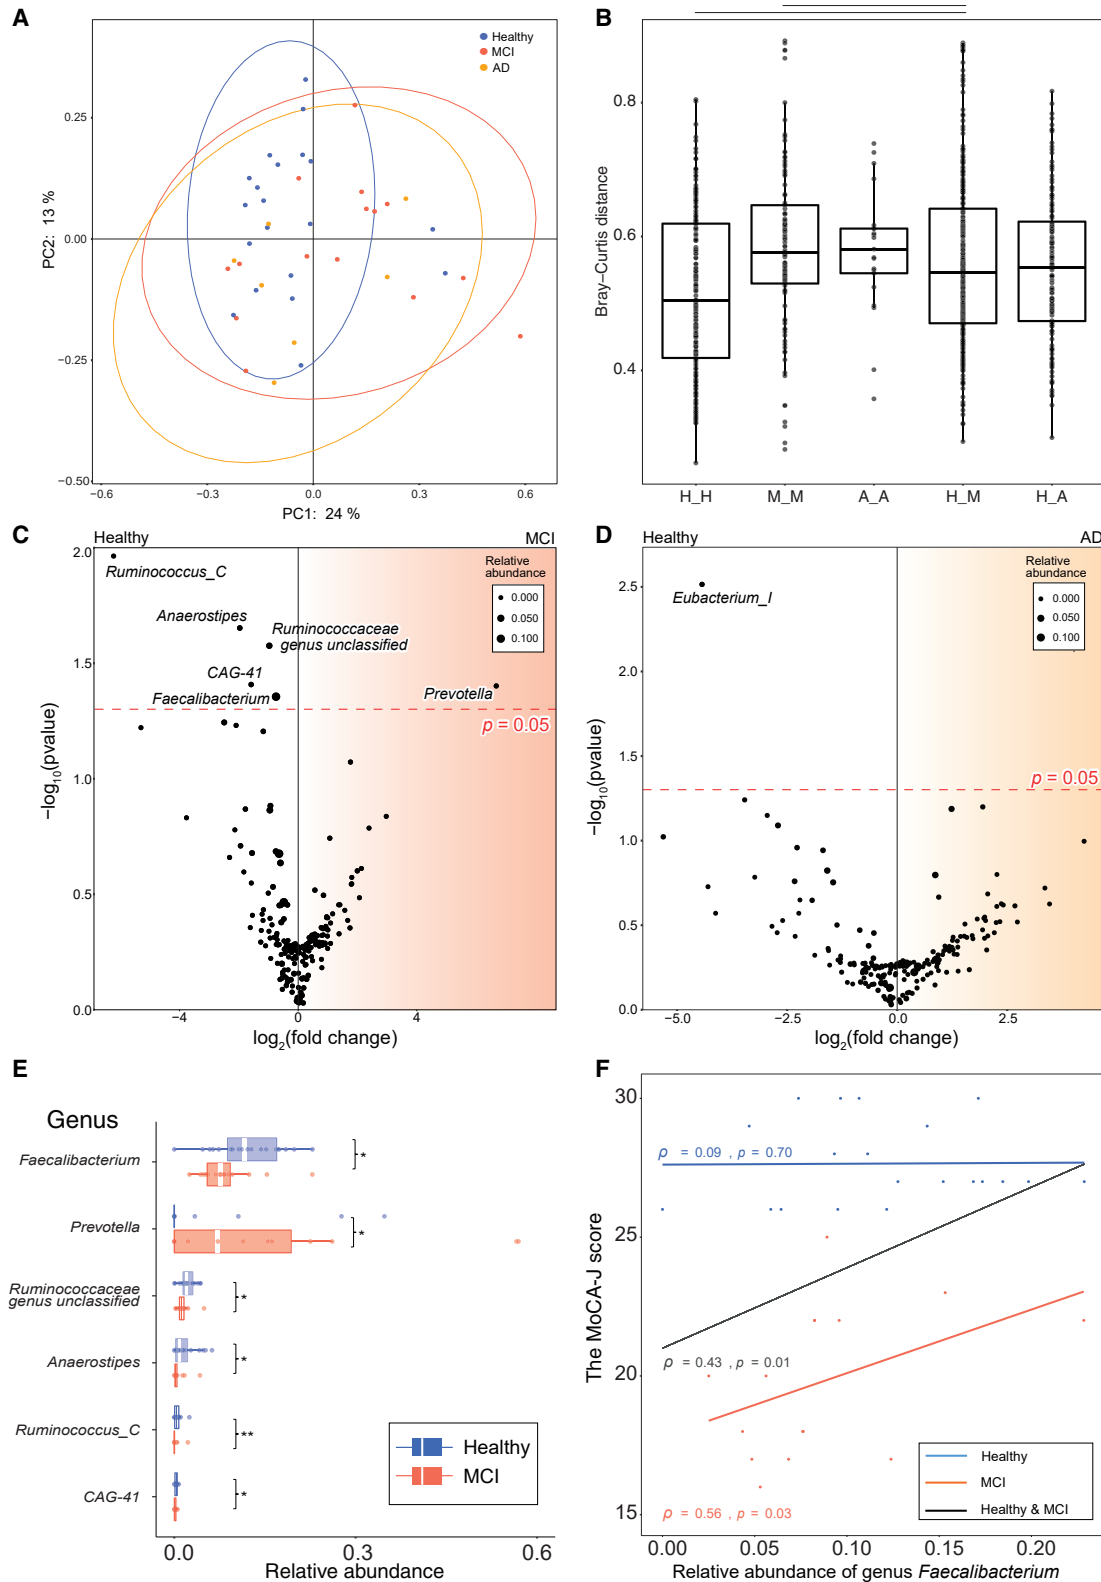 A
Healthy
MCI
AD
0.25
0.00
−0.25
−0.50
PC2: 13 %
−0.6
−0.3
0.0
0.3
0.6
PC1: 24 %
B
0.8
0.6
0.4
Bray−Curtis distance
H_H
M_M
A_A
H_M
H_A
C
Healthy
MCI
2.0
1.5
1.0
0.5
0.0
−log10(pvalue)
Relative
abundance
0.000
0.050
0.100
Ruminococcus_C
Anaerostipes
Ruminococcaceae
genus unclassified
CAG-41
Faecalibacterium
Prevotella
p = 0.05
−4
0
4
log2(fold change)
D
Healthy
AD
2.5
2.0
1.5
1.0
0.5
0.0
−log10(pvalue)
Relative
abundance
0.000
0.050
0.100
Eubacterium_I
p = 0.05
−5.0
−2.5
0.0
2.5
log2(fold change)
E
Genus
Faecalibacterium
*
Prevotella
*
Ruminococcaceae
genus unclassified
*
Anaerostipes
*
Ruminococcus_C
**
CAG-41
*
Healthy
MCI
0.0
0.3
0.6
Relative abundance
F
30
25
20
15
The MoCA-J score
ρ = 0.09 , p = 0.70
ρ = 0.43 , p = 0.01
ρ = 0.56 , p = 0.03
Healthy
MCI
Healthy & MCI
0.00
0.05
0.10
0.15
0.20
Relative abundance of genus Faecalibacterium